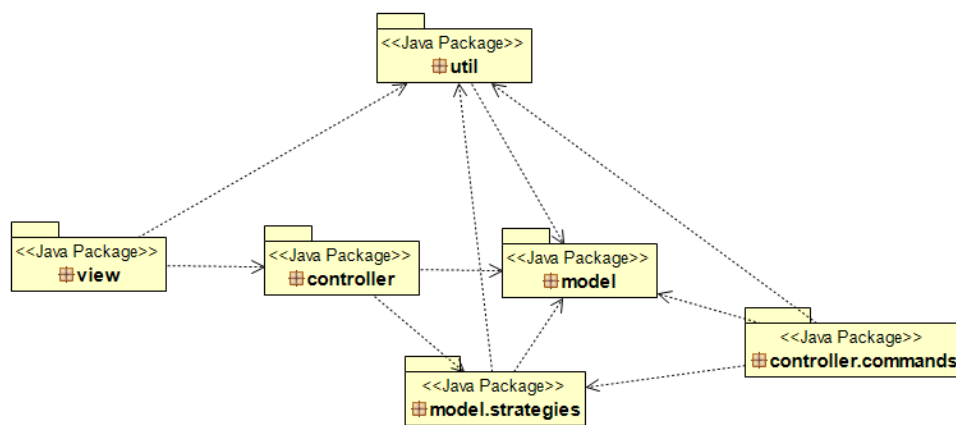 <<Java Package>>
util
<<Java Package>>
view
<<Java Package>>
controller
<<Java Package>>
model
<<Java Package>>
controller.commands
<<Java Package>>
model.strategies